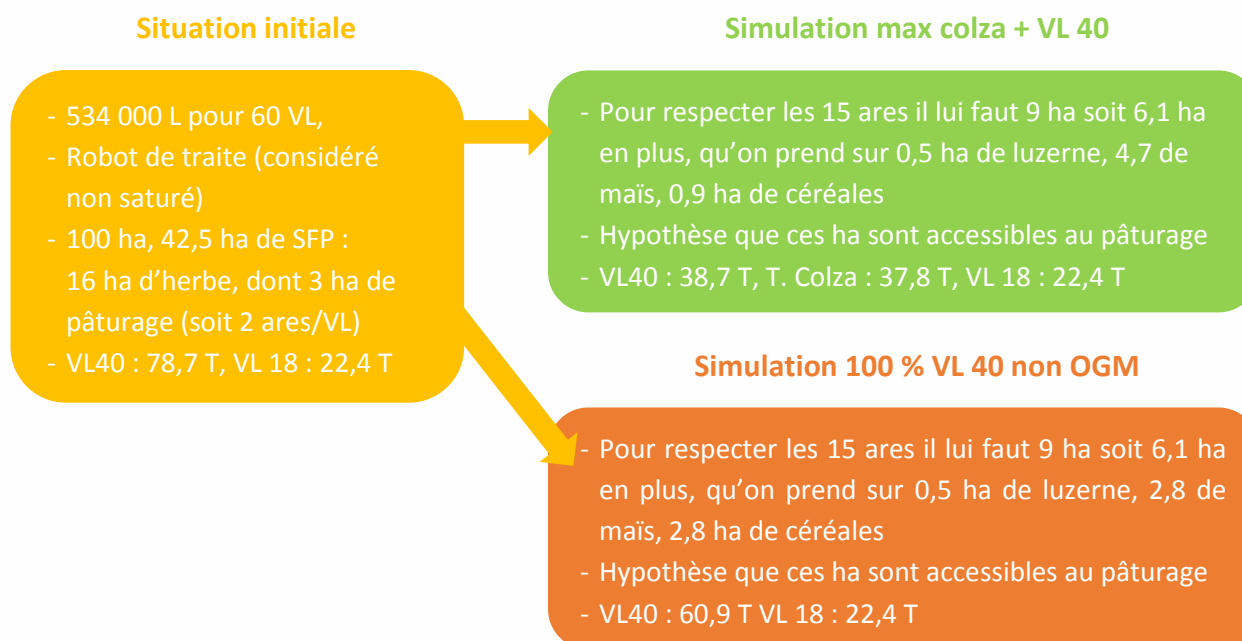 Situation initiale
- 534 000 L pour 60 VL,
- Robot de traite (considéré
non saturé)
- 100 ha, 42,5 ha de SFP :
16 ha d’herbe, dont 3 ha de
pâturage (soit 2 ares/VL)
- VL40 : 78,7 T, VL 18 : 22,4 T
Simulation max colza + VL 40
- Pour respecter les 15 ares il lui faut 9 ha soit 6,1 ha
en plus, qu’on prend sur 0,5 ha de luzerne, 4,7 de
maïs, 0,9 ha de céréales
- Hypothèse que ces ha sont accessibles au pâturage
- VL40 : 38,7 T, T. Colza : 37,8 T, VL 18 : 22,4 T
Simulation 100 % VL 40 non OGM
- Pour respecter les 15 ares il lui faut 9 ha soit 6,1 ha
en plus, qu’on prend sur 0,5 ha de luzerne, 2,8 de
maïs, 2,8 ha de céréales
- Hypothèse que ces ha sont accessibles au pâturage
- VL40 : 60,9 T VL 18 : 22,4 T